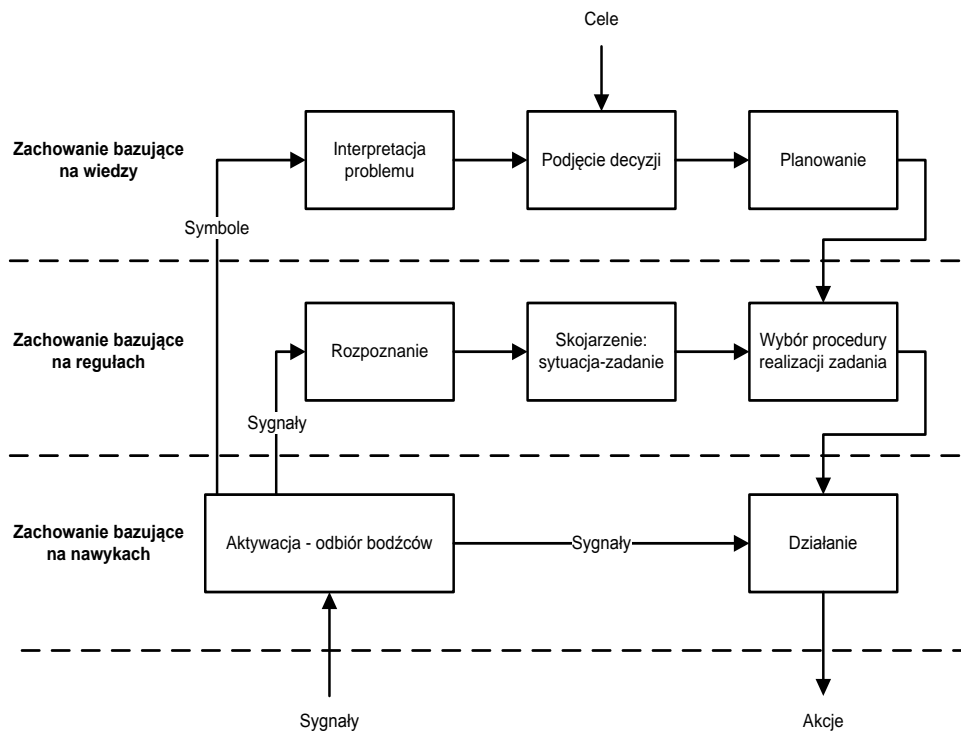 Cele
Zachowanie bazujące
na wiedzy
Interpretacja
problemu
Podjęcie decyzji
Planowanie
Symbole
Zachowanie bazujące
na regułach
Rozpoznanie
Skojarzenie:
sytuacja-zadanie
Wybór procedury
realizacji zadania
Sygnały
Zachowanie bazujące
na nawykach
Aktywacja - odbiór bodźców
Sygnały
Działanie
Sygnały
Akcje